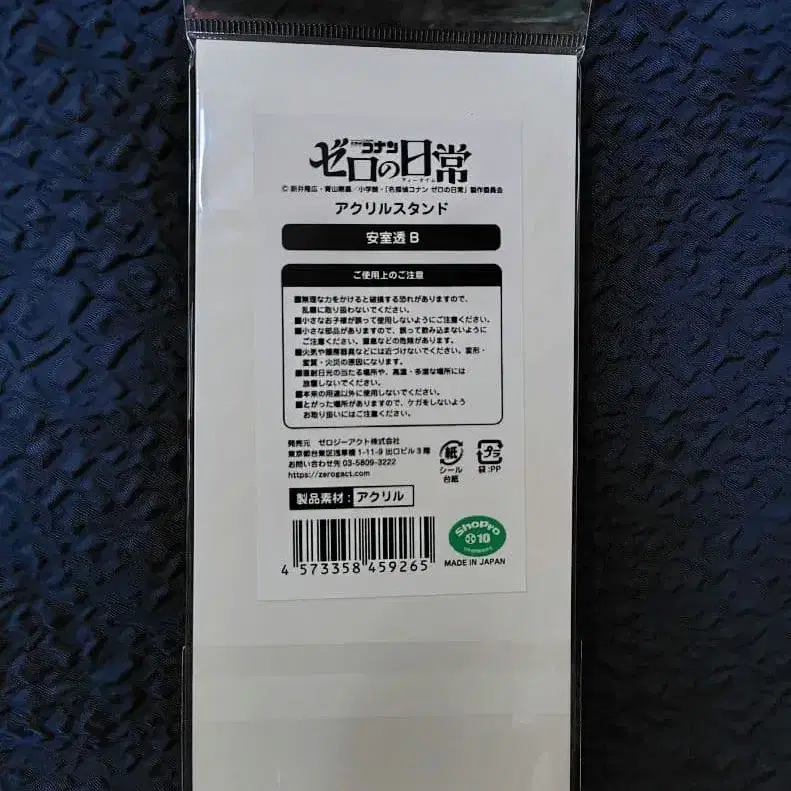 コナン
ゼロの日常
ティータイム
© 新井隆広・青山剛昌/小学館・「名探偵コナン ゼロの日常」製作委員会
アクリルスタンド
安室透 B
ご使用上のご注意
■無理な力をかけると破損する恐れがありますので、
乱雑に取り扱わないでください。
■小さなお子様が誤って使用しないようにご注意ください。
■小さな部品がありますので、誤って飲み込まないように
ご注意ください。窒息などの危険があります。
■火気や暖房器具などには近づけないでください。変形・
変質・火災の原因になります。
■直射日光の当たる場所や、高温・多湿な場所には
放置しないでください。
■本来の用途以外に使用しないでください。
■とがった場所がありますので、ケガをしないよう
お取り扱いにはご注意ください。
発売元 ゼロジーアクト株式会社
東京都台東区浅草橋 1-11-9 出口ビル3階
お問い合わせ先 03-5809-3222
https://zerogact.com
紙
シール
台紙
プラ
袋:PP
製品素材:アクリル
4 573358 459265
ShoPro
10
MADE IN JAPAN